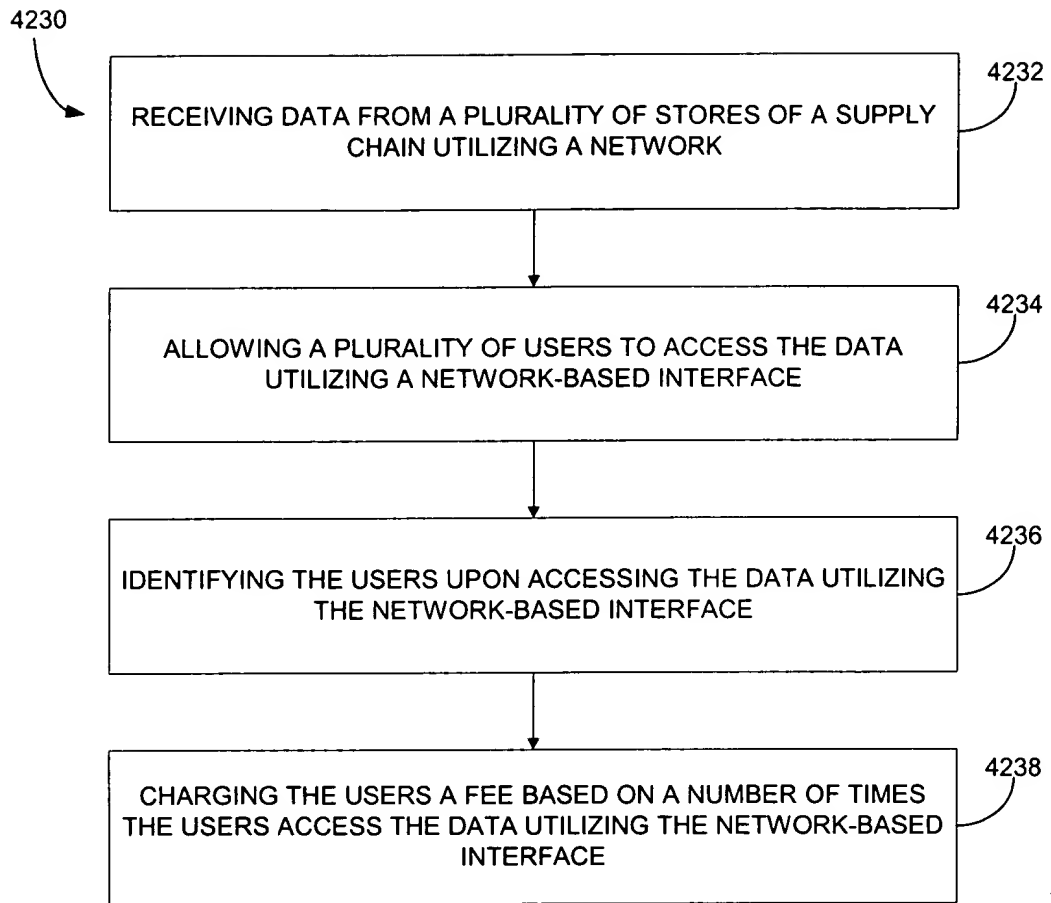 4230
4232
RECEIVING DATA FROM A PLURALITY OF STORES OF A SUPPLY
CHAIN UTILIZING A NETWORK
4234
ALLOWING A PLURALITY OF USERS TO ACCESS THE DATA
UTILIZING A NETWORK-BASED INTERFACE
4236
IDENTIFYING THE USERS UPON ACCESSING THE DATA UTILIZING
THE NETWORK-BASED INTERFACE
4238
CHARGING THE USERS A FEE BASED ON A NUMBER OF TIMES
THE USERS ACCESS THE DATA UTILIZING THE NETWORK-BASED
INTERFACE